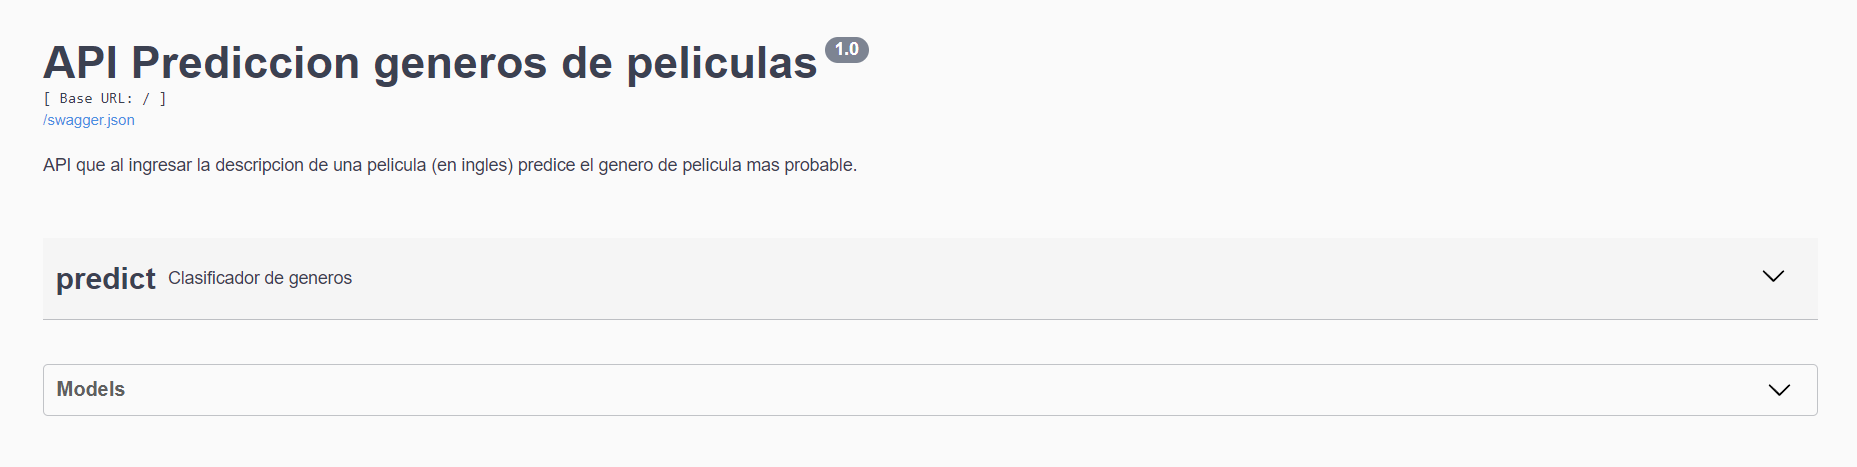 API Prediccion generos de peliculas 1.0
[ Base URL: / ]
/swagger.json
API que al ingresar la descripcion de una pelicula (en ingles) predice el genero de pelicula mas probable.
predict Clasificador de generos
Models